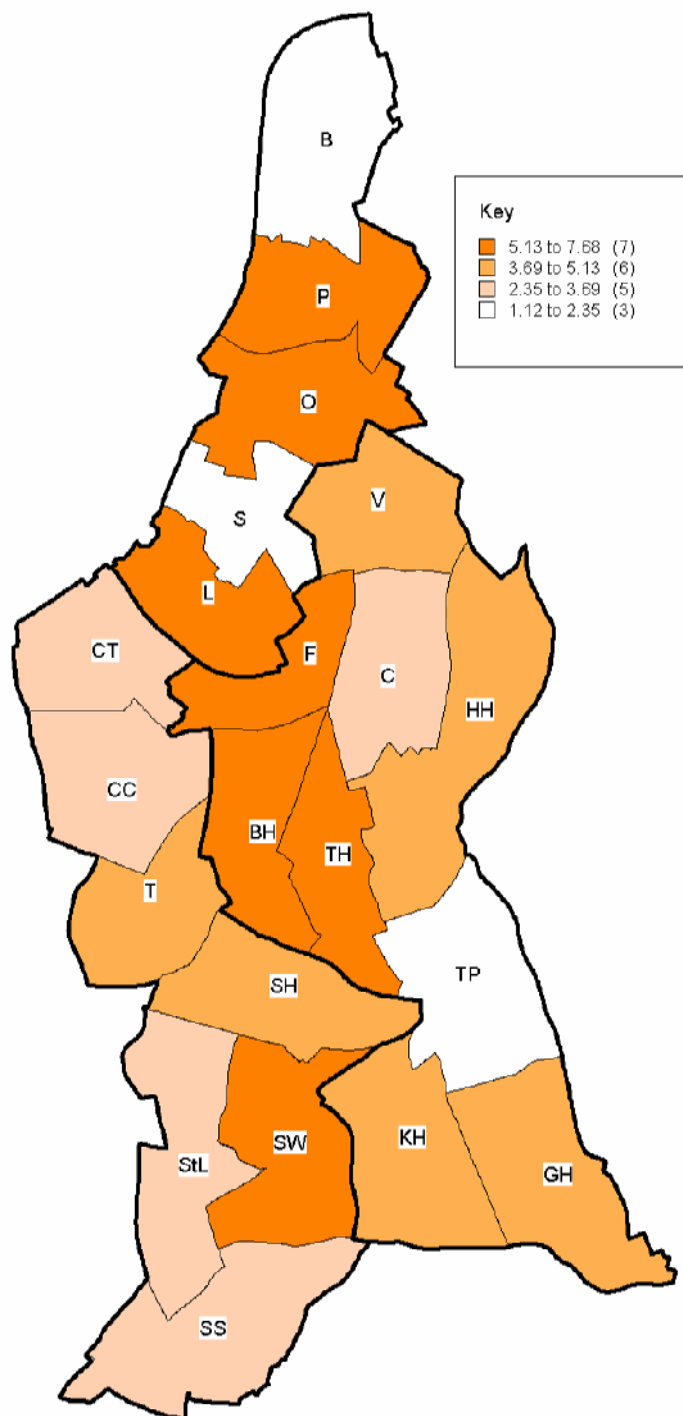 B
Key
5.13 to 7.68 (7)
3.69 to 5.13 (6)
2.35 to 3.69 (5)
1.12 to 2.35 (3)
P
O
V
S
L
CT
F
C
HH
CC
BH
TH
T
TP
SH
KH
SW
StL
GH
SS